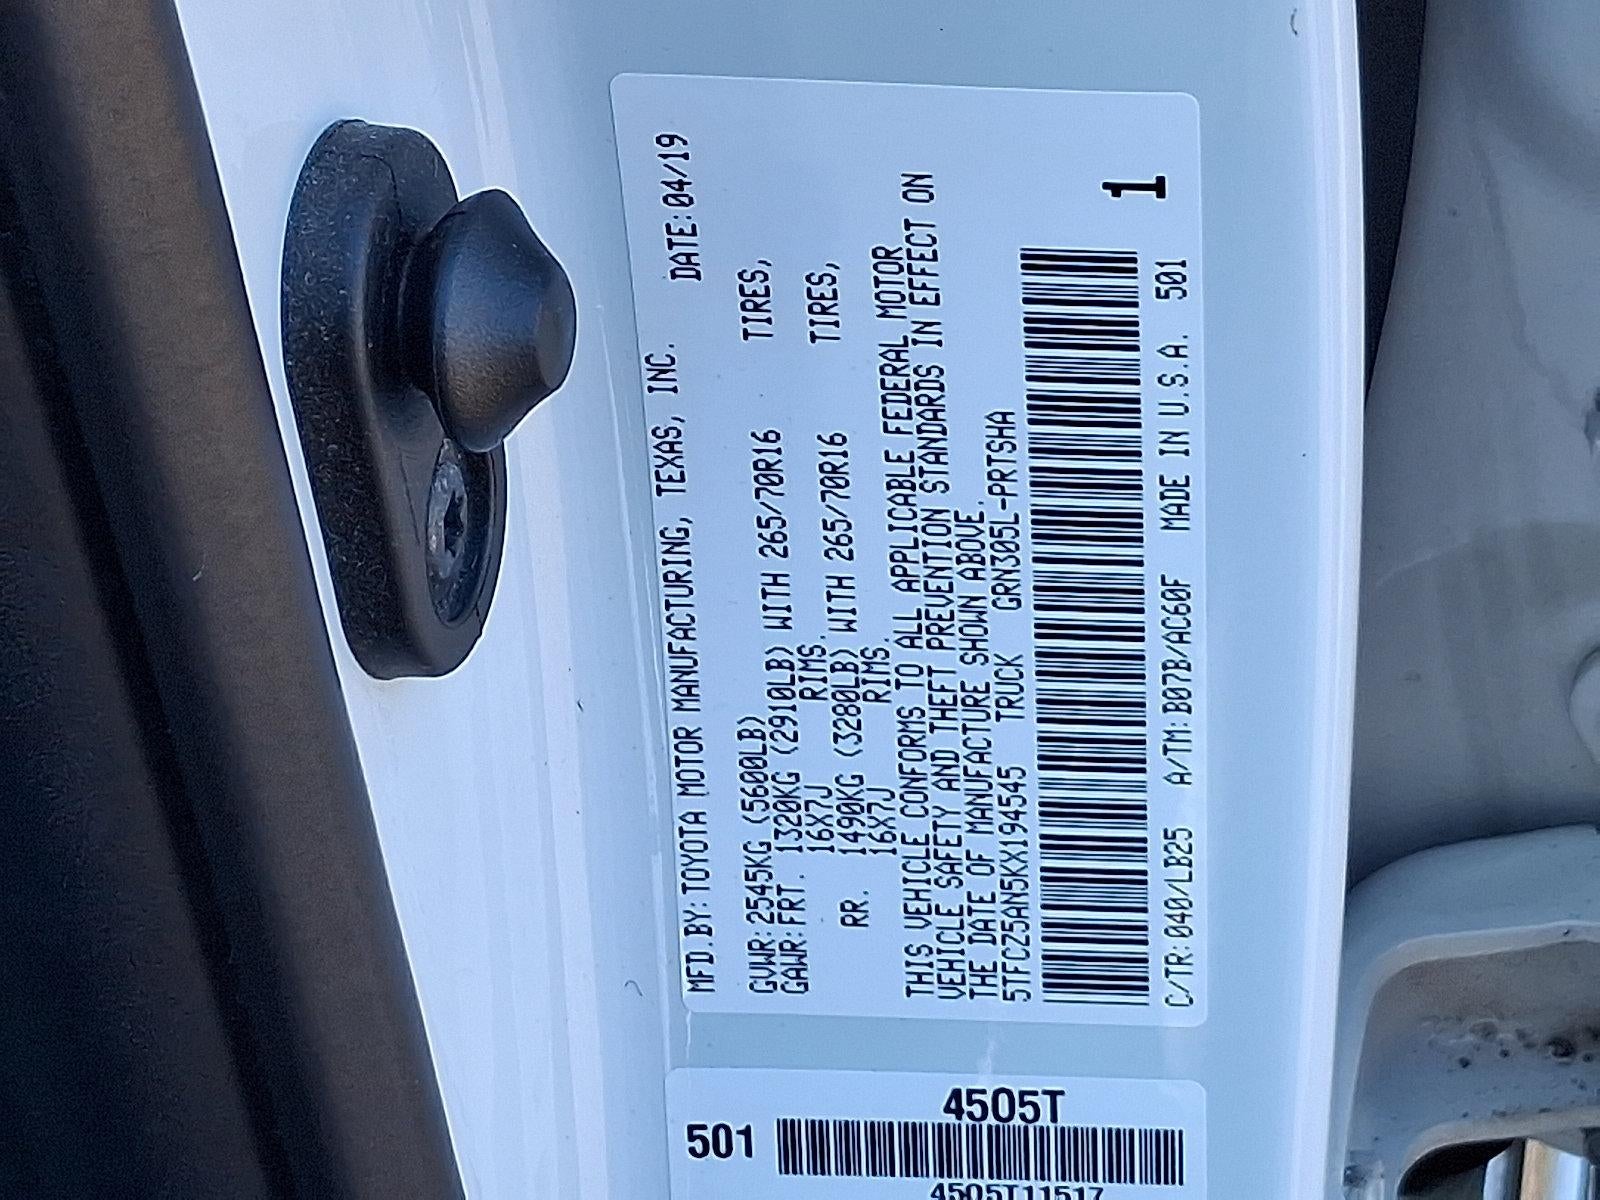 MFD.BY:TOYOTA MOTOR MANUFACTURING, TEXAS, INC. DATE:04/19
GVWR:2545KG (5600LB)
GAWR:FRT. 1320KG (2910LB) WITH 265/70R16 TIRES,
16X7J RIMS.
RR. 1490KG (3280LB) WITH 265/70R16 TIRES,
16X7J RIMS.
THIS VEHICLE CONFORMS TO ALL APPLICABLE FEDERAL MOTOR
VEHICLE SAFETY AND THEFT PREVENTION STANDARDS IN EFFECT ON
THE DATE OF MANUFACTURE SHOWN ABOVE.
5TFCZ5AN5KX194545 TRUCK GRN305L-PRTSHA
1
C/TR:040/LB25 A/TM:B07B/AC60F MADE IN U.S.A. 501
501
4505T
4505T11517